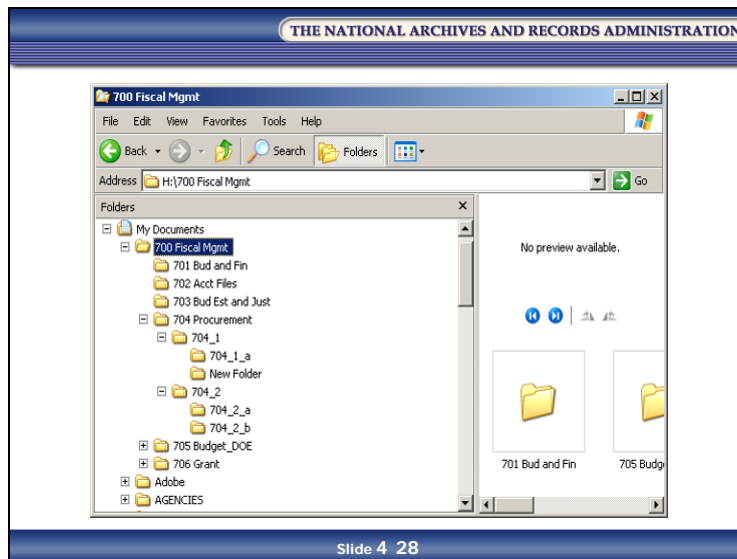 THE NATIONAL ARCHIVES AND RECORDS ADMINISTRATION
700 Fiscal Mgmt
File Edit View Favorites Tools Help
Back Search Folders
Address H:\700 Fiscal Mgmt Go
Folders x
My Documents
700 Fiscal Mgmt
701 Bud and Fin
702 Acct Files
703 Bud Est and Just
704 Procurement
704_1
704_1_a
New Folder
704_2
704_2_a
704_2_b
705 Budget_DOE
706 Grant
Adobe
AGENCIES
No preview available.
701 Bud and Fin 705 Budg
Slide 4 28